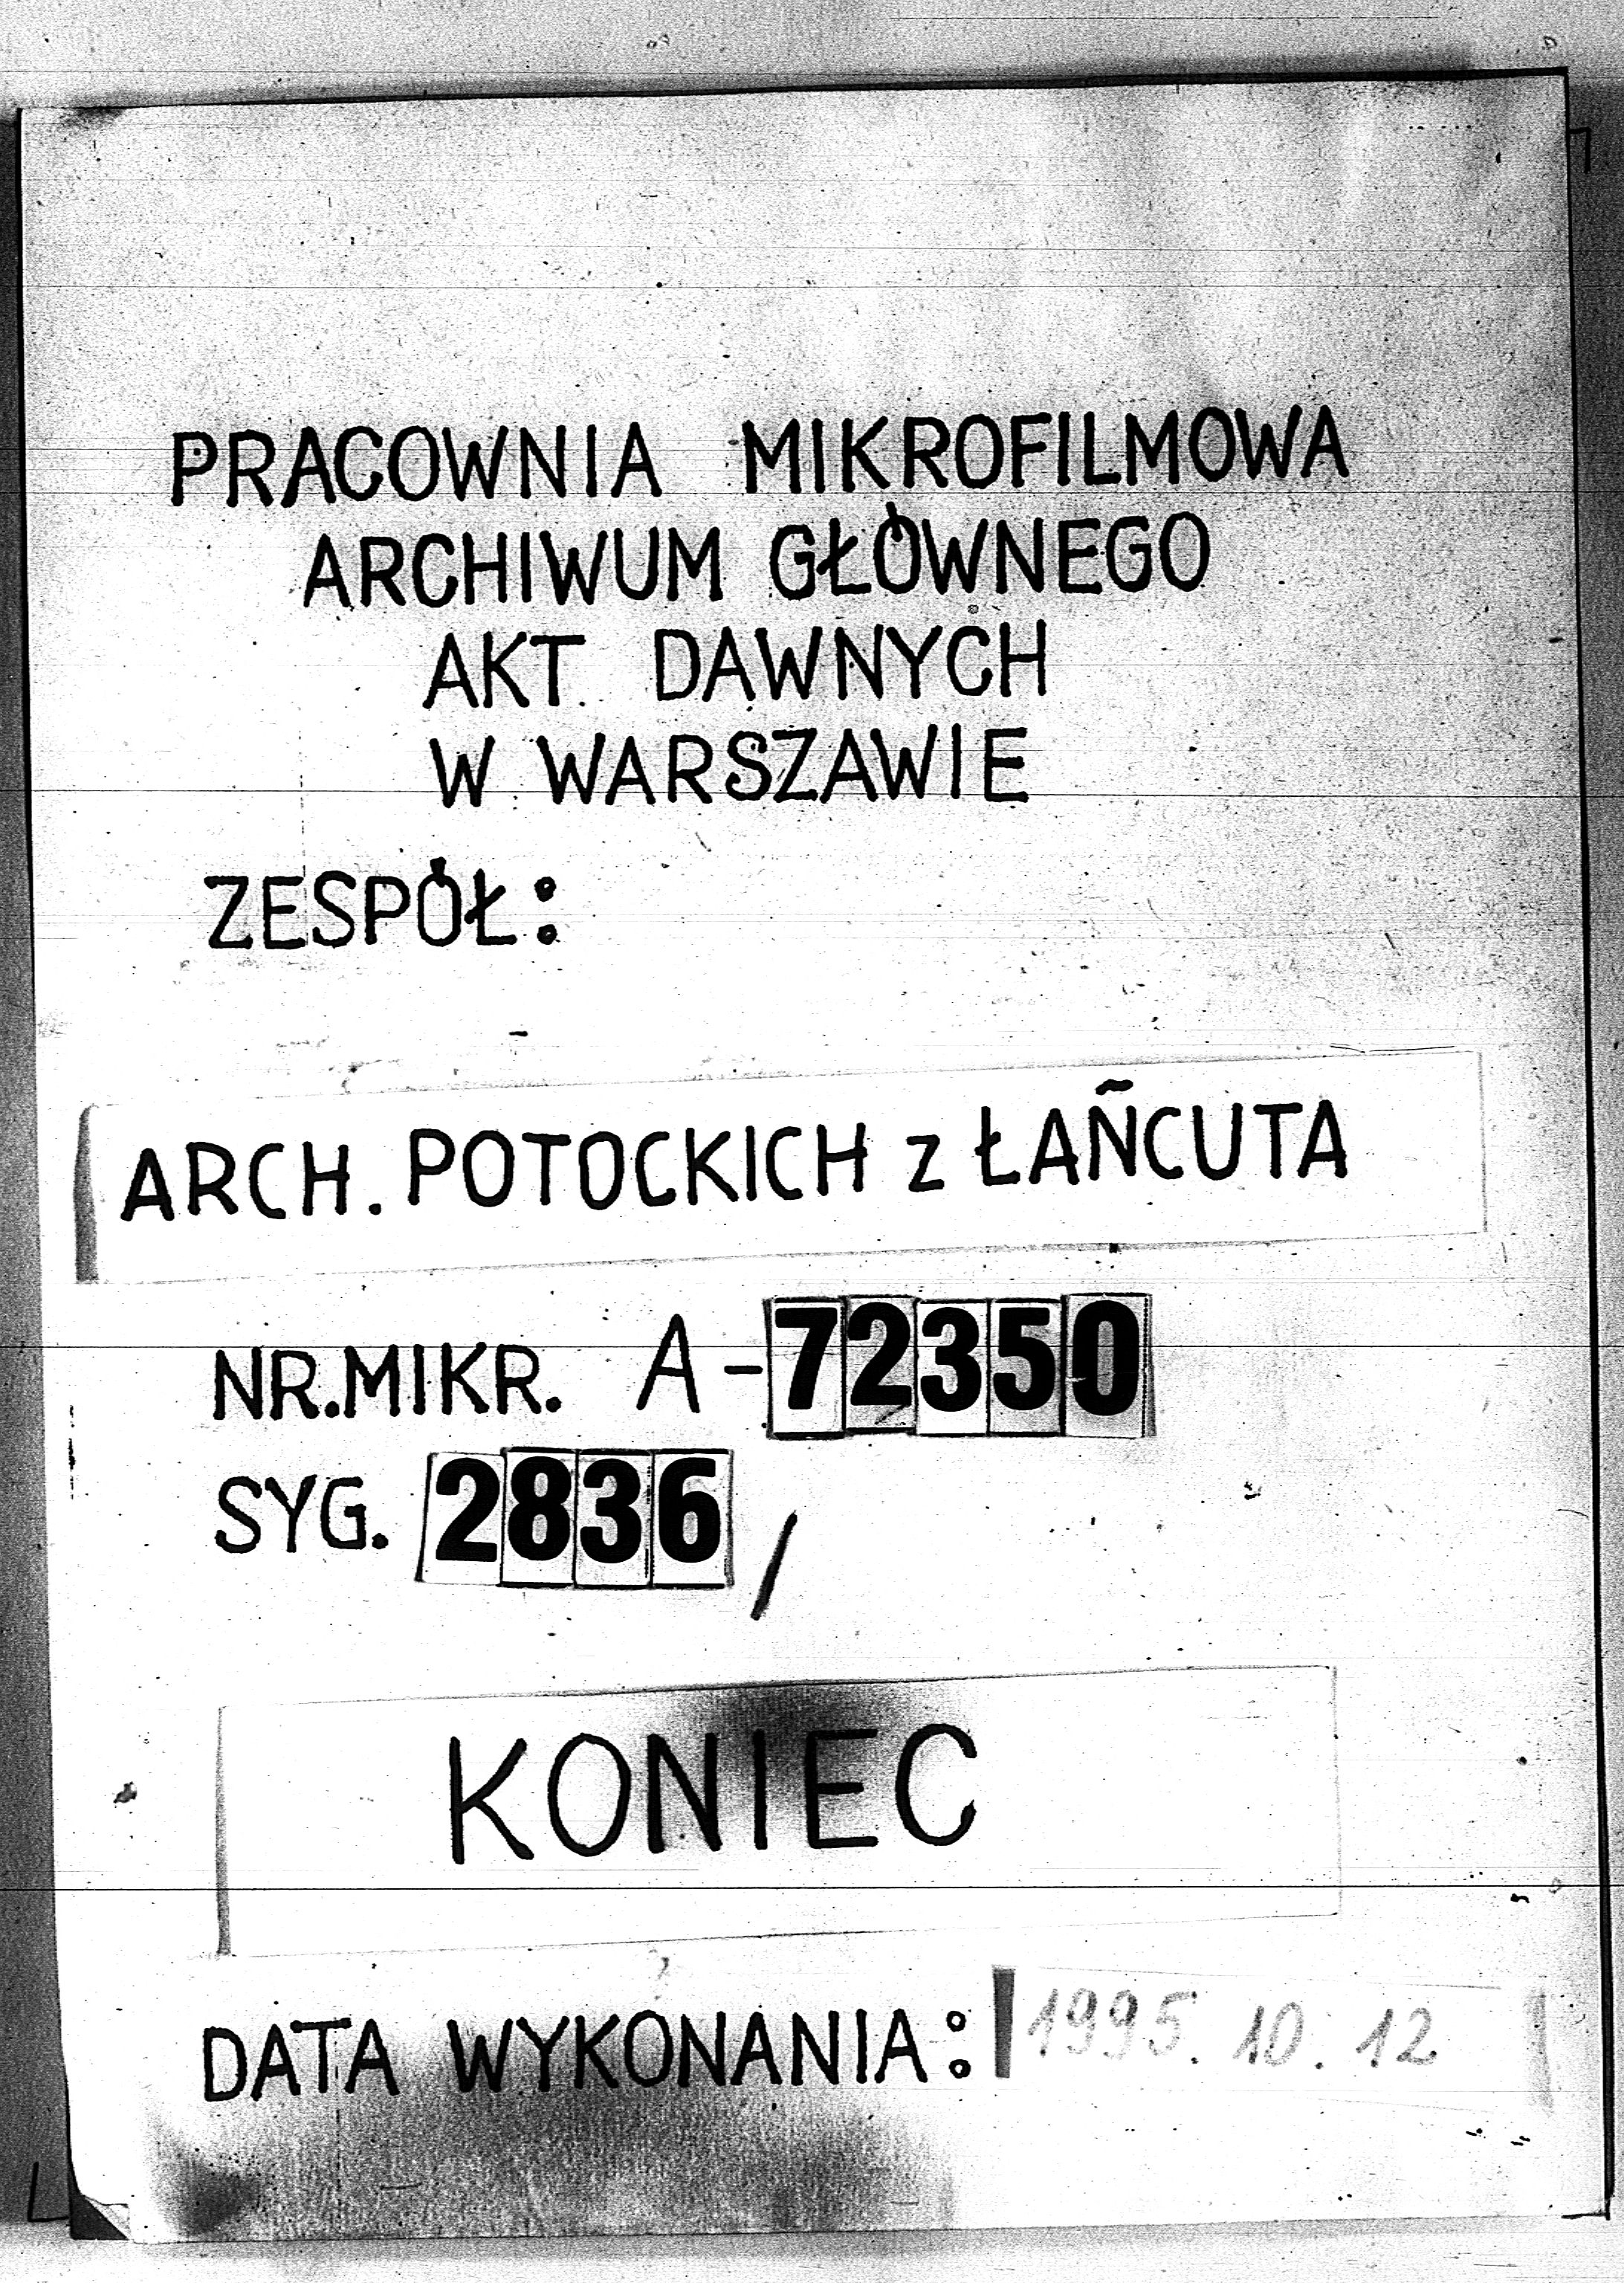 PRACOWNIA MIKROFILMOWA
ARCHIWUM GŁÓWNEGO
AKT DAWNYCH
W WARSZAWIE
ZESPÓŁ:
ARCH. POTOCKICH z ŁAŃCUTA
NR. MIKR. A-72350
SYG. 2836/
KONIEC
DATA WYKONANIA: 1995.10.12